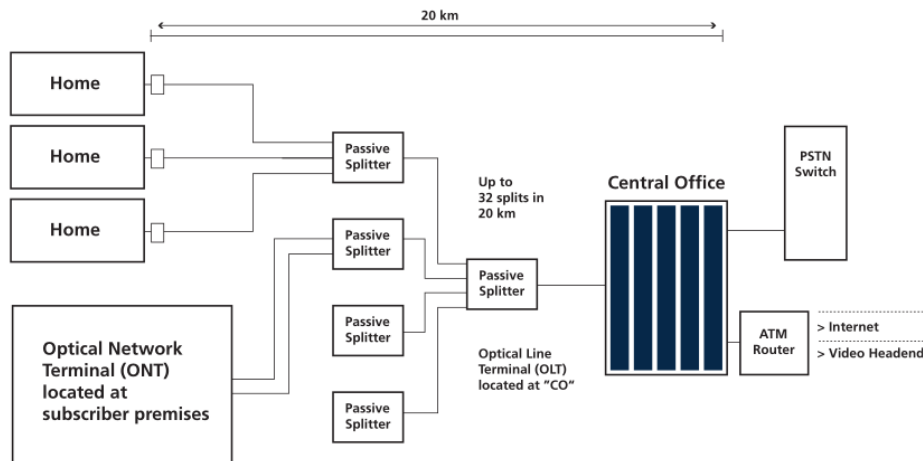 20 km
Home
Home
Home
Passive
Splitter
Passive
Splitter
Passive
Splitter
Passive
Splitter
Optical Network
Terminal (ONT)
located at
subscriber premises
Up to
32 splits in
20 km
Passive
Splitter
Optical Line
Terminal (OLT)
located at "CO"
Central Office
PSTN
Switch
ATM
Router
> Internet
> Video Headend